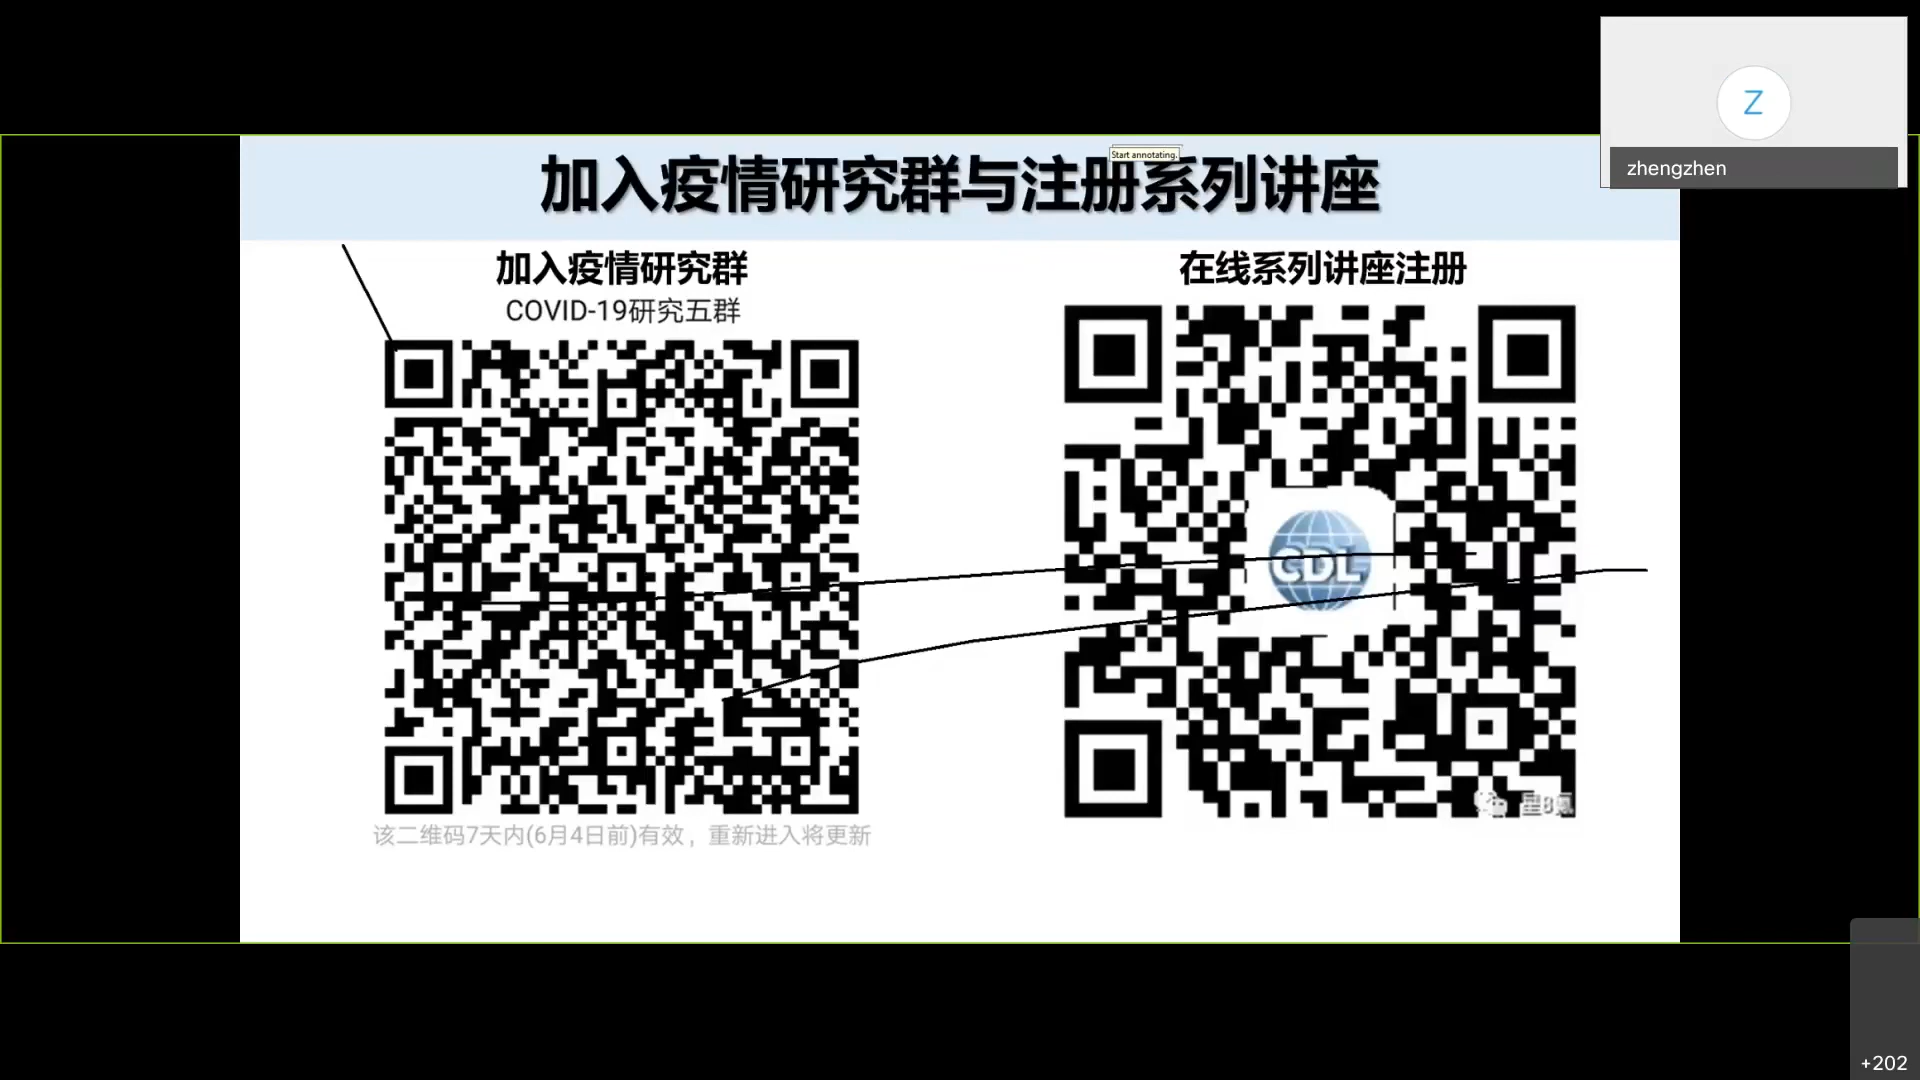 Z
zhengzhen
Start annotating.
加入疫情研究群与注册系列讲座
加入疫情研究群
COVID-19研究五群
该二维码7天内(6月4日前)有效，重新进入将更新
在线系列讲座注册
CDL
+202